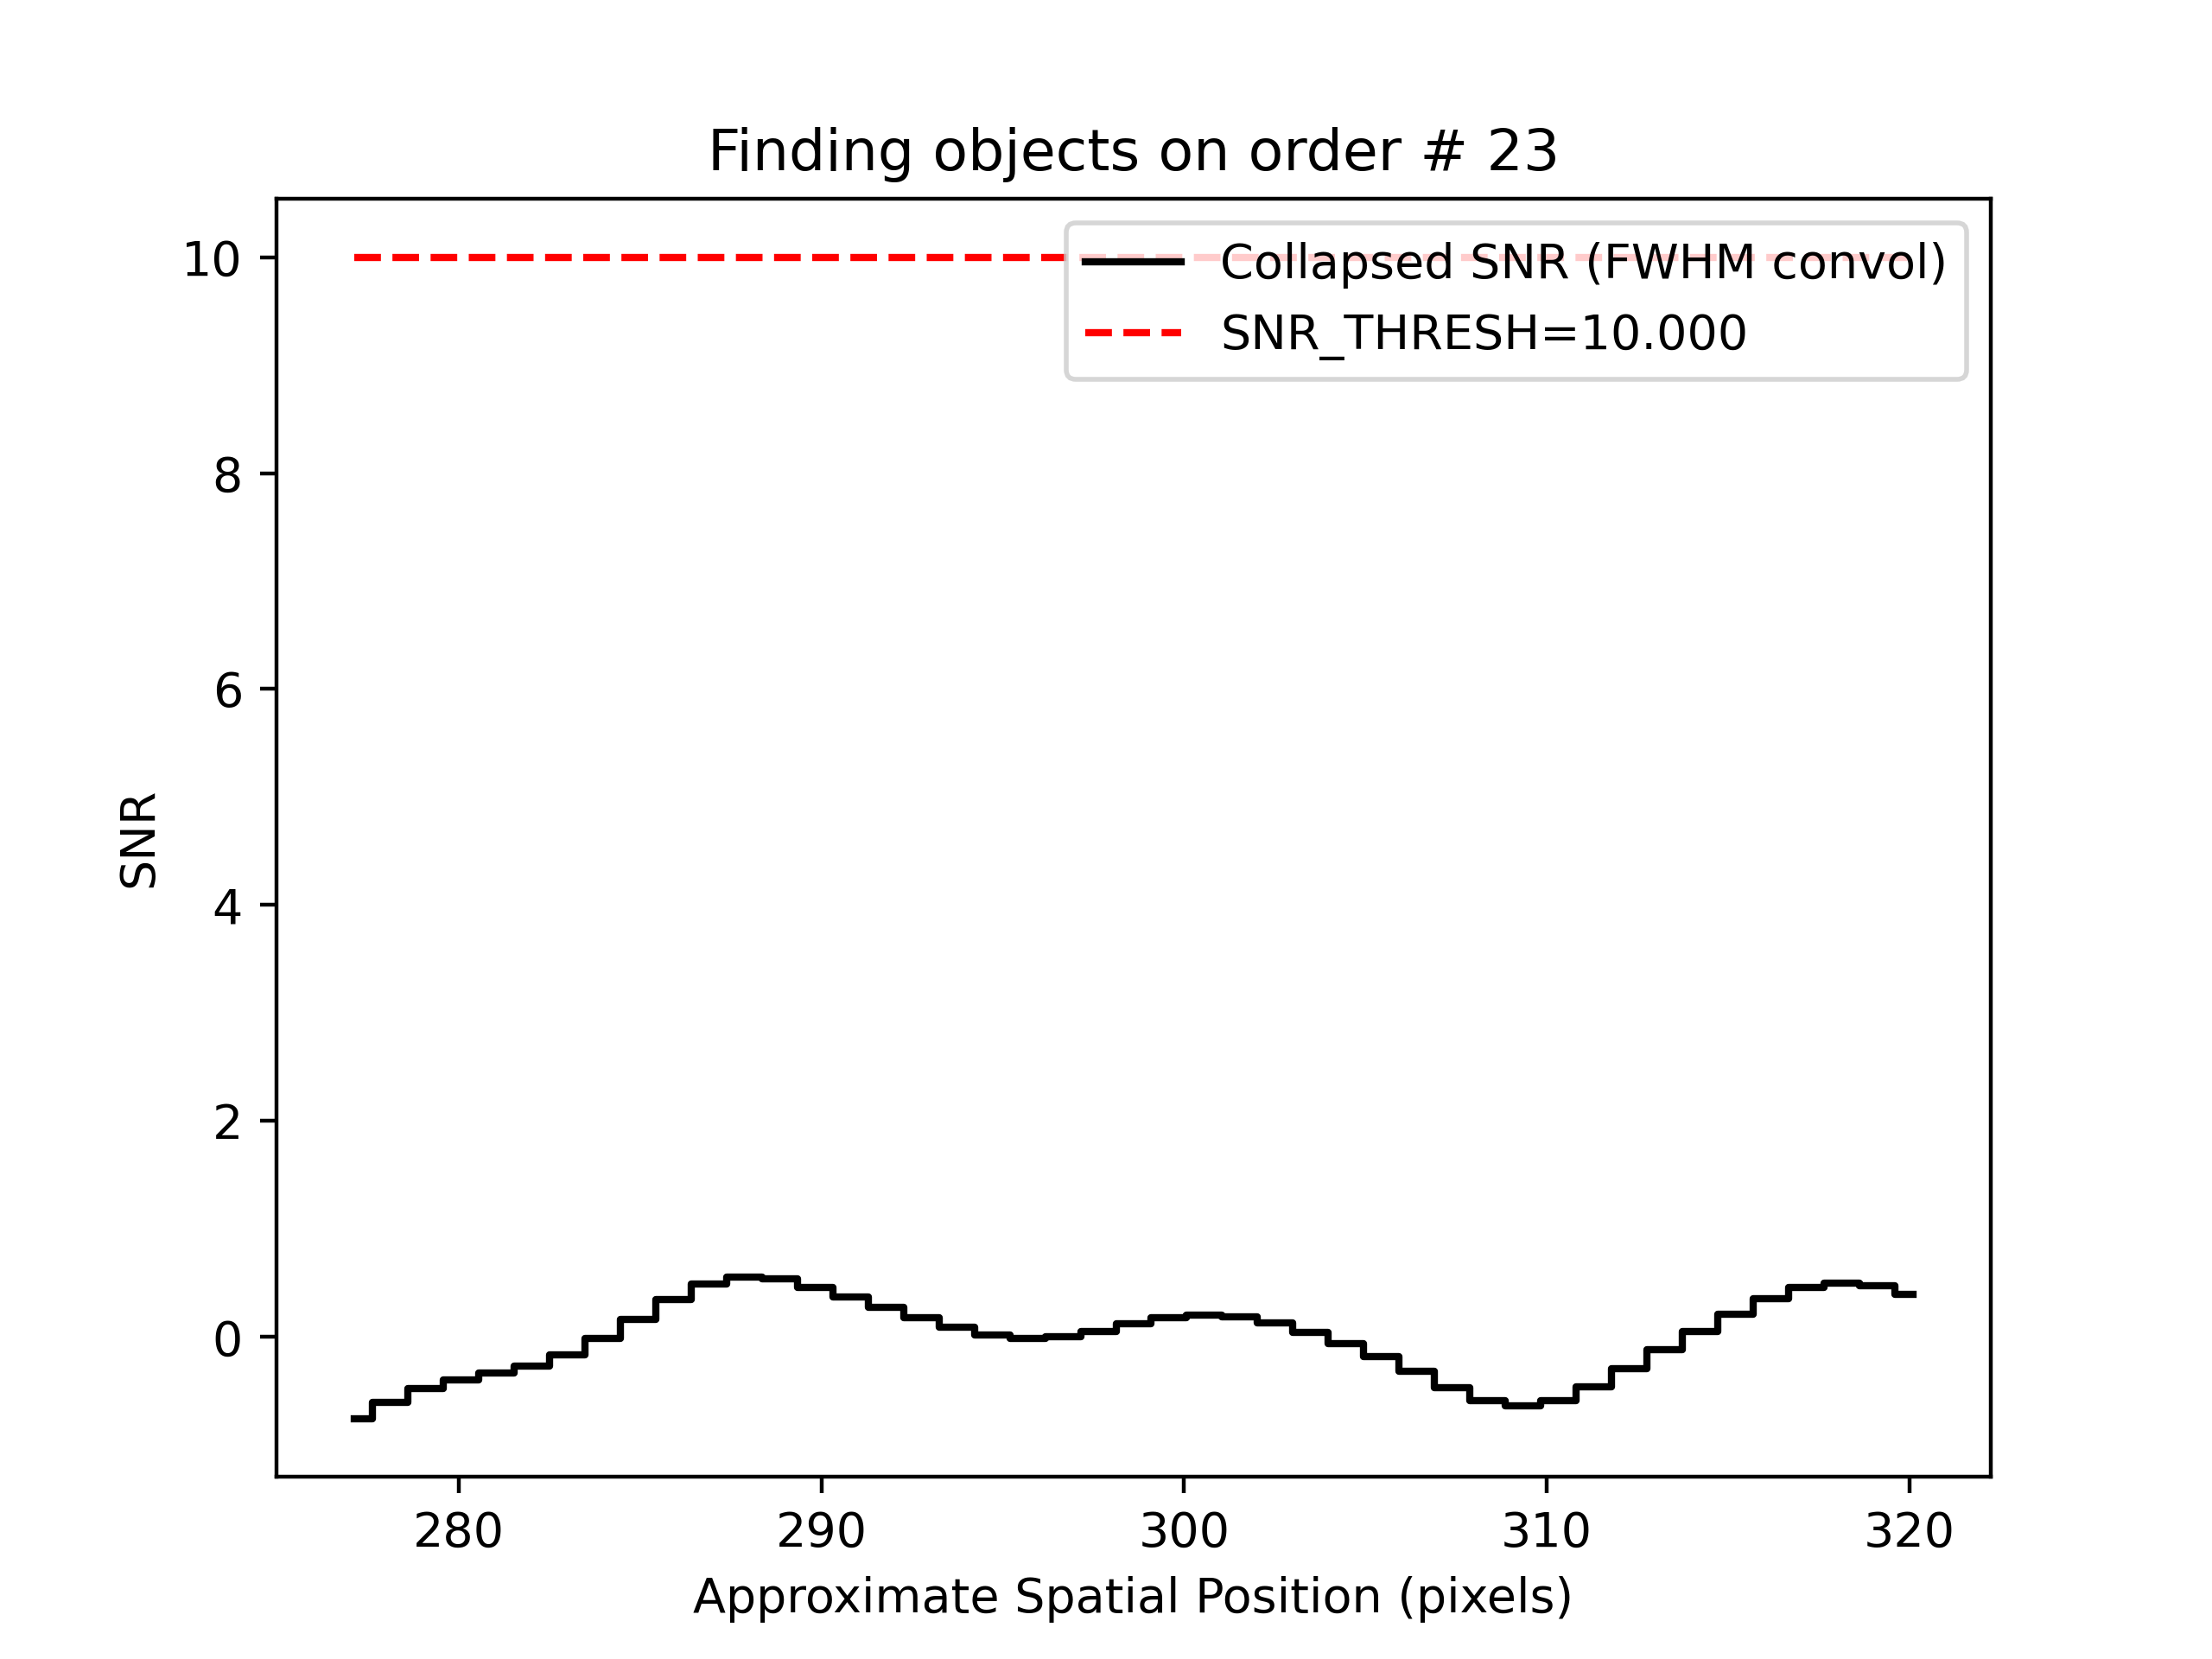 Finding objects on order # 23
Collapsed SNR (FWHM convol)
SNR_THRESH=10.000
10
8
6
4
2
0
SNR
280 290 300 310 320
Approximate Spatial Position (pixels)